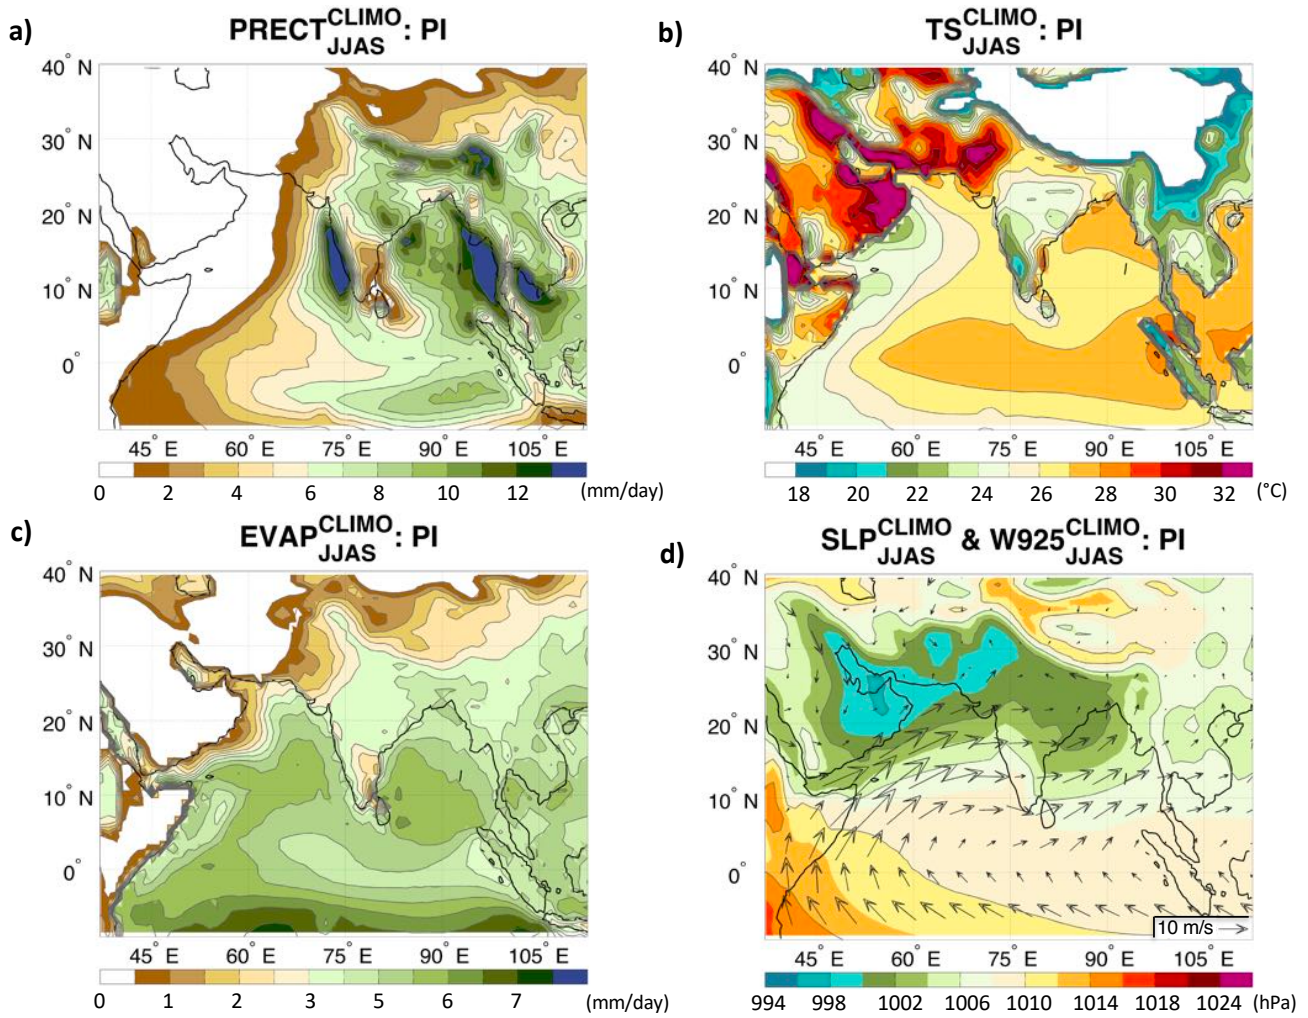 a)
PRECT CLIMO JJAS : PI
40° N
30° N
20° N
10° N
0°
45° E 60 E 75° E 90° E 105° E
0 2 4 6 8 10 12 (mm/day)
b)
TS CLIMO JJAS : PI
40° N
30° N
20° N
10° N
0°
45° E 60° E 75° E 90° E 105° E
18 20 22 24 26 28 30 32 (°C)
c)
EVAP CLIMO JJAS : PI
40° N
30° N
20° N
10° N
0°
45° E 60° E 75° E 90° E 105° E
0 1 2 3 5 6 7 (mm/day)
d)
SLP CLIMO JJAS & W925 CLIMO JJAS : PI
40° N
30° N
20° N
10° N
0°
10 m/s
45° E 60° E 75° E 90° E 105° E
994 998 1002 1006 1010 1014 1018 1024 (hPa)